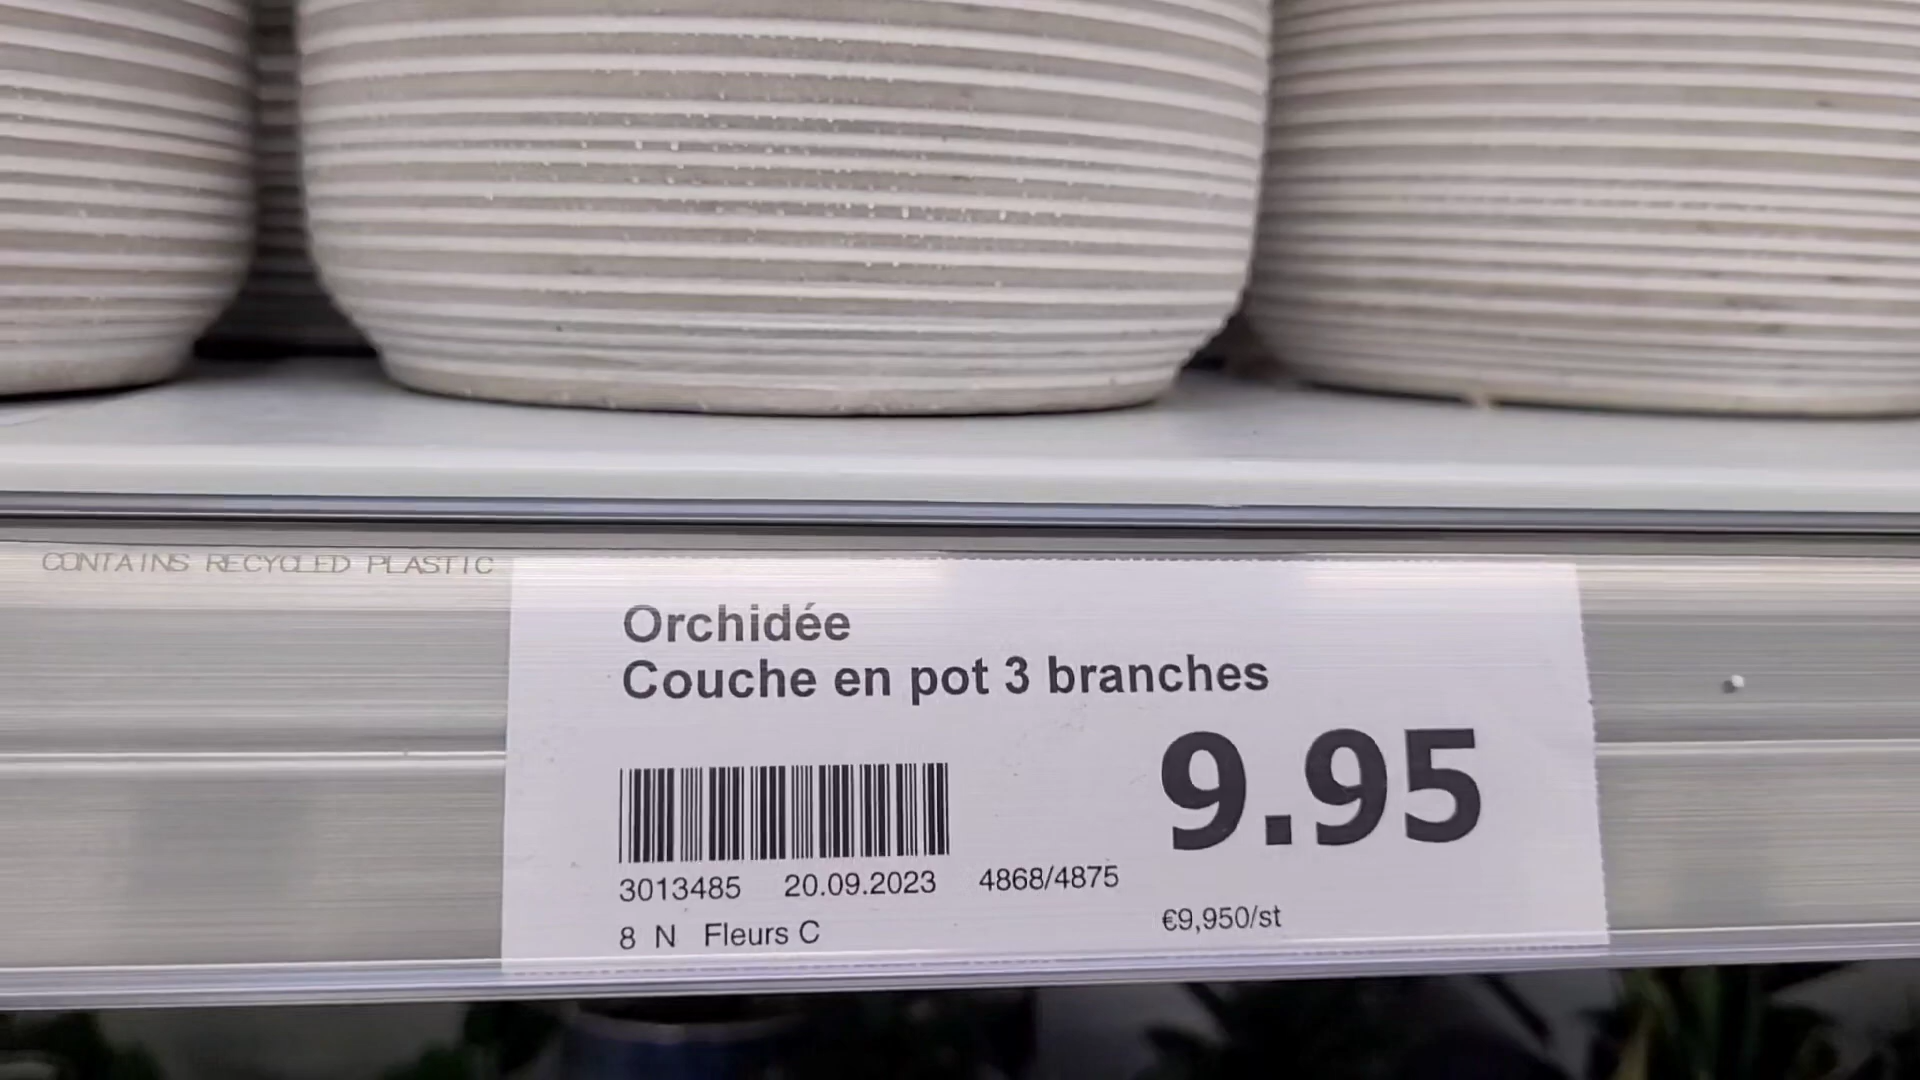 CONTAINS RECYCLED PLASTIC
Orchidée
Couche en pot 3 branches
9.95
3013485 20.09.2023 4868/4875
8 N Fleurs C
€9,950/st